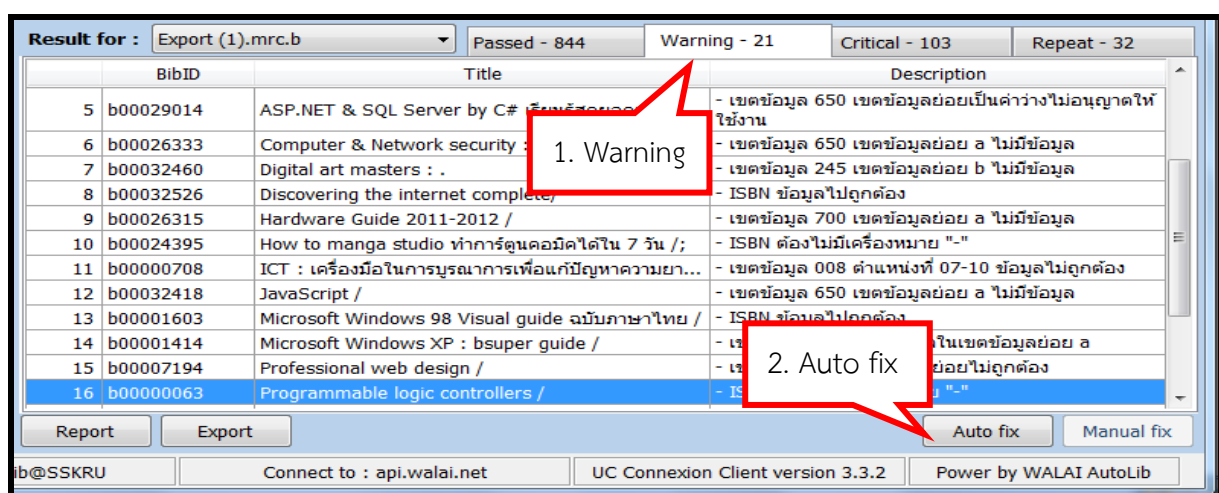 Result for : Export (1).mrc.b Passed - 844 Warning - 21 Critical - 103 Repeat - 32
BibID Title Description
5 b00029014 ASP.NET & SQL Server by C# - เขตข้อมูล 650 เขตข้อมูลย่อยเป็นค่าว่างไม่อนุญาตให้
ใช้งาน
6 b00026333 Computer & Network security : - เขตข้อมูล 650 เขตข้อมูลย่อย a ไม่มีข้อมูล
1. Warning
7 b00032460 Digital art masters : . - เขตข้อมูล 245 เขตข้อมูลย่อย b ไม่มีข้อมูล
8 b00032526 Discovering the internet complete/ - ISBN ข้อมูลไม่ถูกต้อง
9 b00026315 Hardware Guide 2011-2012 / - เขตข้อมูล 700 เขตข้อมูลย่อย a ไม่มีข้อมูล
10 b00024395 How to manga studio ทำการ์ตูนคอมิคได้ใน 7 วัน /; - ISBN ต้องไม่มีเครื่องหมาย "-"
11 b00000708 ICT : เครื่องมือในการบูรณาการเพื่อแก้ปัญหาความยา... - เขตข้อมูล 008 ตำแหน่งที่ 07-10 ข้อมูลไม่ถูกต้อง
12 b00032418 JavaScript / - เขตข้อมูล 650 เขตข้อมูลย่อย a ไม่มีข้อมูล
13 b00001603 Microsoft Windows 98 Visual guide ฉบับภาษาไทย / - ISBN ข้อมูลไม่ถูกต้อง
14 b00001414 Microsoft Windows XP : bsuper guide / - ในเขตข้อมูลย่อย a
2. Auto fix
15 b00007194 Professional web design / - ย่อยไม่ถูกต้อง
16 b00000063 Programmable logic controllers / - "-"
Report Export Auto fix Manual fix
ib@SSKRU Connect to : api.walai.net UC Connexion Client version 3.3.2 Power by WALAI AutoLib